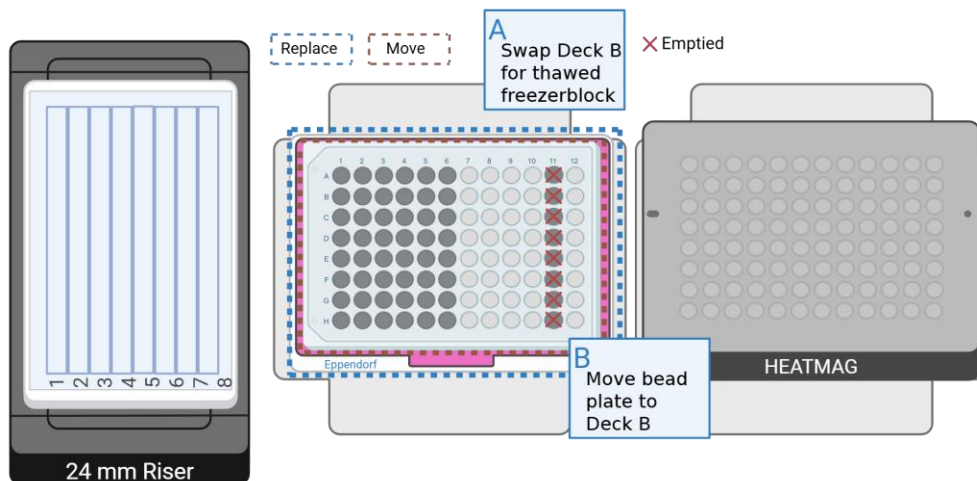 Replace
Move
A
Swap Deck B
for thawed
freezerblock
Emptied
1 2 3 4 5 6 7 8 9 10 11 12
A
B
C
D
E
F
G
H
Eppendorf
B
Move bead
plate to
Deck B
1 2 3 4 5 6 7 8
24 mm Riser
HEATMAG